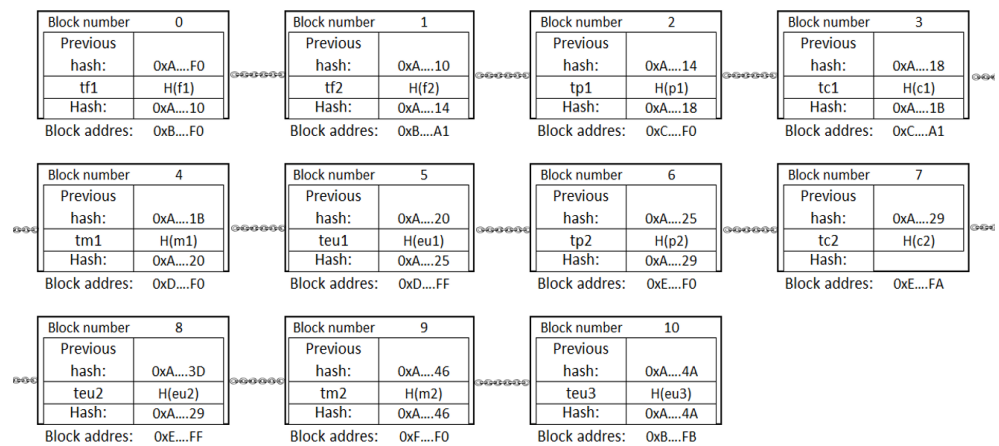 Block number 0
Previous
hash: 0xA....F0
tf1 H(f1)
Hash: 0xA....10
Block addres: 0xB....F0
Block number 1
Previous
hash: 0xA....10
tf2 H(f2)
Hash: 0xA....14
Block addres: 0xB....A1
Block number 2
Previous
hash: 0xA....14
tp1 H(p1)
Hash: 0xA....18
Block addres: 0xC....F0
Block number 3
Previous
hash: 0xA....18
tc1 H(c1)
Hash: 0xA....1B
Block addres: 0xC....A1
Block number 4
Previous
hash: 0xA....1B
tm1 H(m1)
Hash: 0xA....20
Block addres: 0xD....F0
Block number 5
Previous
hash: 0xA....20
teu1 H(eu1)
Hash: 0xA....25
Block addres: 0xD....FF
Block number 6
Previous
hash: 0xA....25
tp2 H(p2)
Hash: 0xA....29
Block addres: 0xE....F0
Block number 7
Previous
hash: 0xA....29
tc2 H(c2)
Hash:
Block addres: 0xE....FA
Block number 8
Previous
hash: 0xA....3D
teu2 H(eu2)
Hash: 0xA....29
Block addres: 0xE....FF
Block number 9
Previous
hash: 0xA....46
tm2 H(m2)
Hash: 0xA....46
Block addres: 0xF....F0
Block number 10
Previous
hash: 0xA....4A
teu3 H(eu3)
Hash: 0xA....4A
Block addres: 0xB....FB